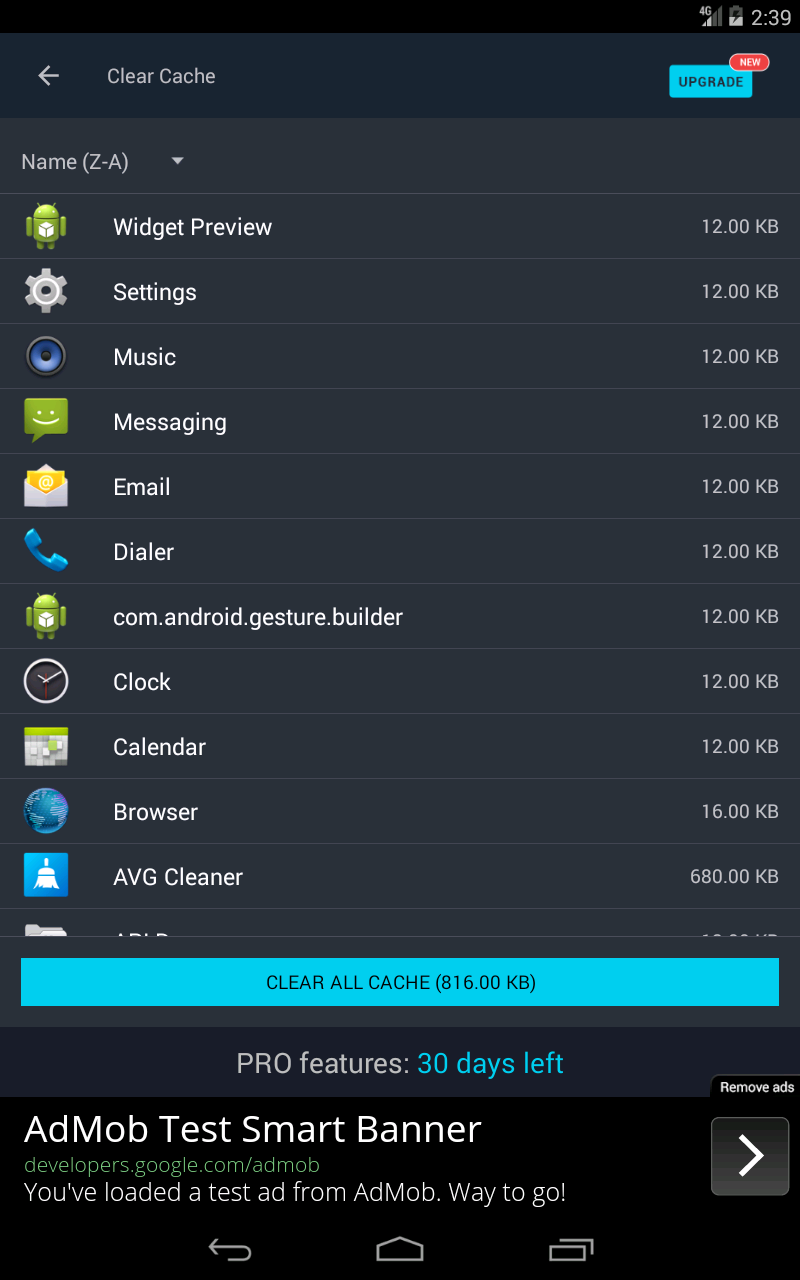 4G 2:39
Clear Cache
NEW
UPGRADE
Name (Z-A)
Widget Preview 12.00 KB
Settings 12.00 KB
Music 12.00 KB
Messaging 12.00 KB
Email 12.00 KB
Dialer 12.00 KB
com.android.gesture.builder 12.00 KB
Clock 12.00 KB
Calendar 12.00 KB
Browser 16.00 KB
AVG Cleaner 680.00 KB
CLEAR ALL CACHE (816.00 KB)
PRO features: 30 days left
Remove ads
AdMob Test Smart Banner
developers.google.com/admob
You've loaded a test ad from AdMob. Way to go!